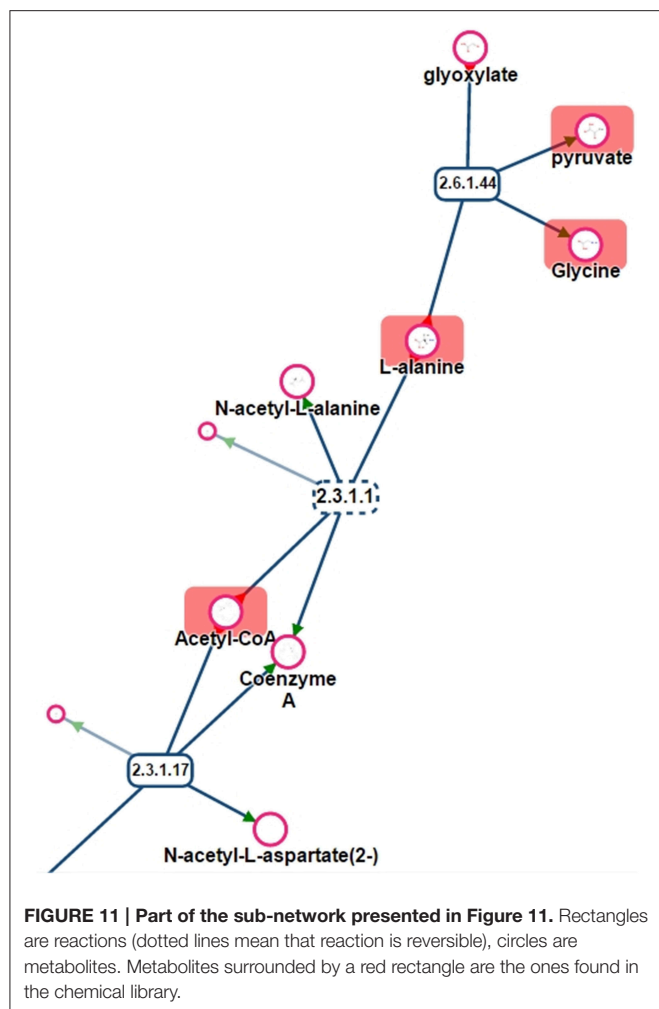 glyoxylate
pyruvate
2.6.1.44
Glycine
L-alanine
N-acetyl-L-alanine
2.3.1.1
Acetyl-CoA
Coenzyme
A
2.3.1.17
N-acetyl-L-aspartate(2-)
FIGURE 11 | Part of the sub-network presented in Figure 11. Rectangles
are reactions (dotted lines mean that reaction is reversible), circles are
metabolites. Metabolites surrounded by a red rectangle are the ones found in
the chemical library.